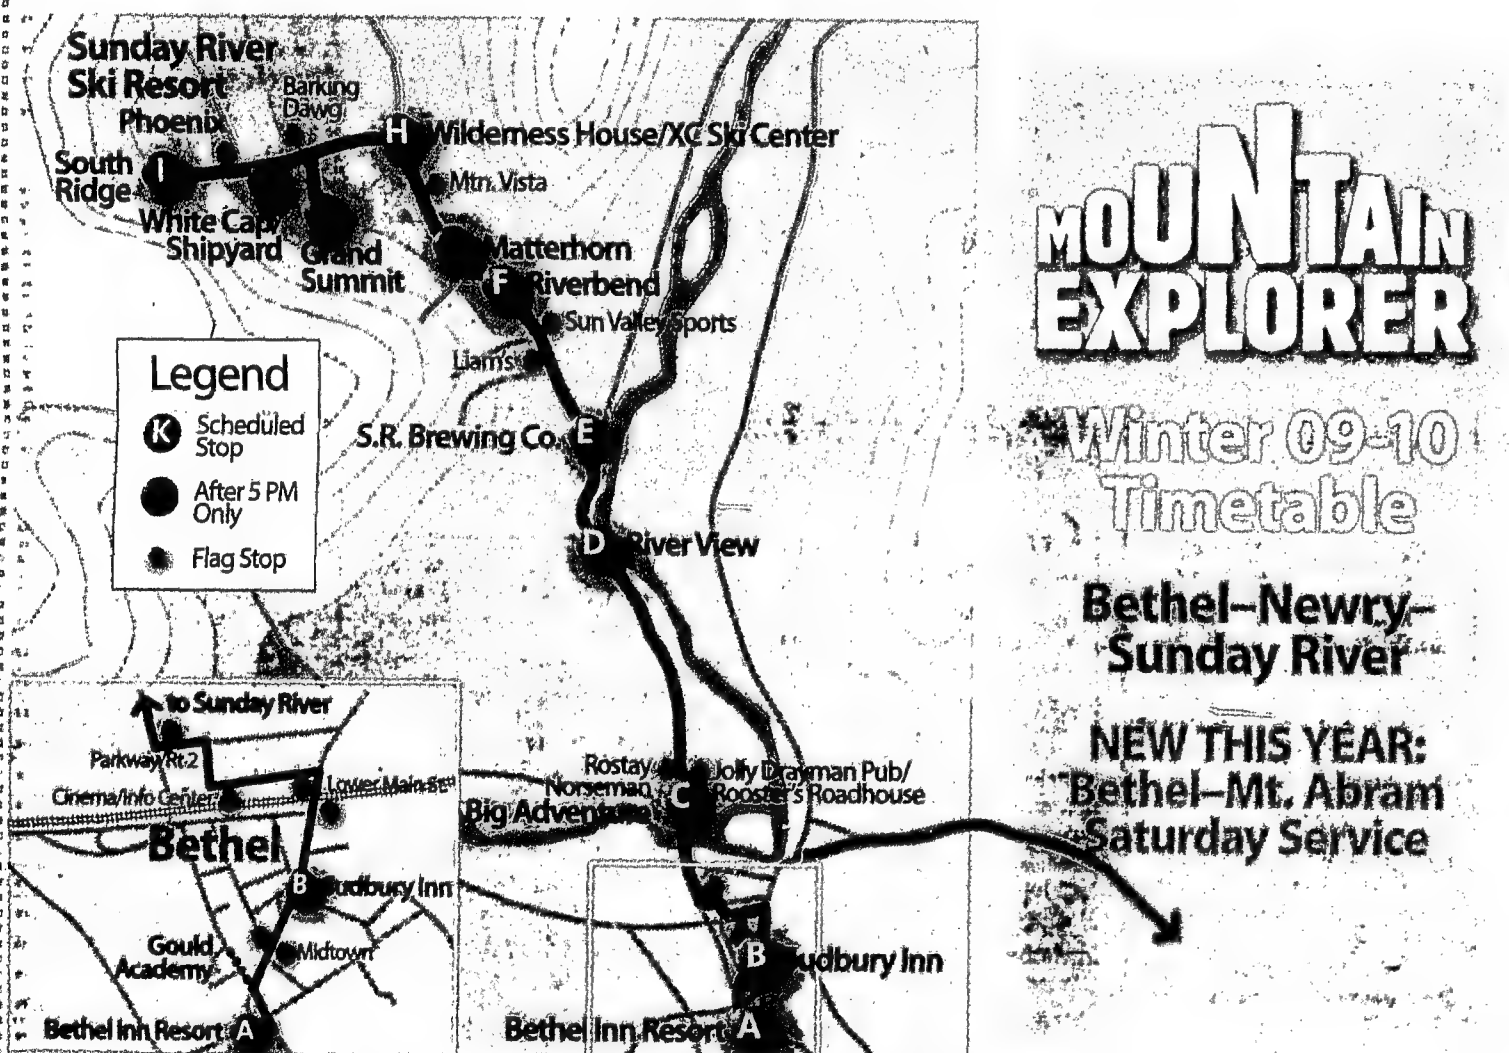 Sunday River
Ski Resort
Barking
Dawg
Phoenix
H
Wilderness House/XC Ski Center
South
Ridge
I
Mtn. Vista
White Cap/
Shipyard
Grand
Summit
Matterhorn
F
Riverbend
Sun Valley Sports
Liam's
Legend
K
Scheduled
Stop
After 5 PM
Only
Flag Stop
S.R. Brewing Co.
E
D
River View
to Sunday River
Parkway/Rt.2
Cinema/Info Center
Lower Main St
Bethel
B
Sudbury Inn
Gould
Academy
Midtown
Bethel Inn Resort
A
Rostay
Norseman
Big Adventure
C
Jolly Drayman Pub/
Rooster's Roadhouse
B
Sudbury Inn
Bethel Inn Resort
A
MOUNTAIN
EXPLORER
Winter 09-10
Timetable
Bethel–Newry–
Sunday River
NEW THIS YEAR:
Bethel–Mt. Abram
Saturday Service